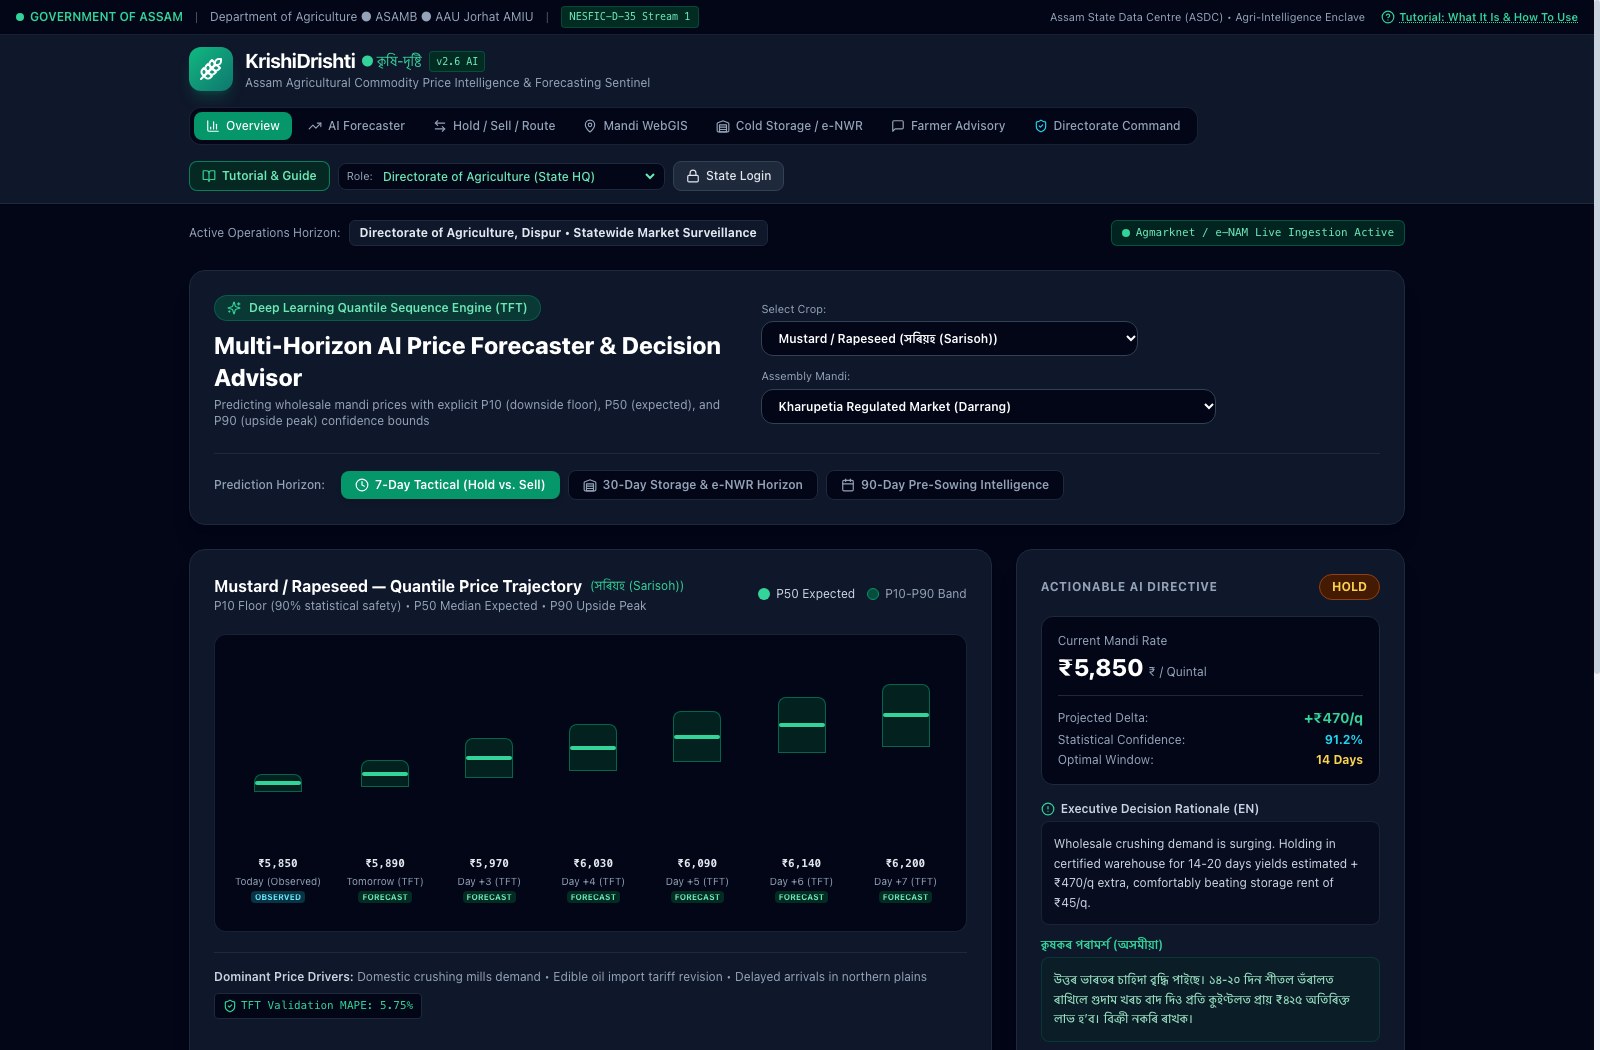 GOVERNMENT OF ASSAM | Department of Agriculture ● ASAMB ● AAU Jorhat AMIU | NESFIC-D-35 Stream 1
Assam State Data Centre (ASDC) • Agri-Intelligence Enclave Tutorial: What It Is & How To Use
KrishiDrishti ● কৃষি-দৃষ্টি v2.6 AI
Assam Agricultural Commodity Price Intelligence & Forecasting Sentinel
Overview AI Forecaster Hold / Sell / Route Mandi WebGIS Cold Storage / e-NWR Farmer Advisory Directorate Command
Tutorial & Guide Role: Directorate of Agriculture (State HQ) State Login
Active Operations Horizon: Directorate of Agriculture, Dispur • Statewide Market Surveillance
Agmarknet / e-NAM Live Ingestion Active
Deep Learning Quantile Sequence Engine (TFT)
Multi-Horizon AI Price Forecaster & Decision
Advisor
Predicting wholesale mandi prices with explicit P10 (downside floor), P50 (expected), and
P90 (upside peak) confidence bounds
Select Crop:
Mustard / Rapeseed (সৰিয়হ (Sarisoh))
Assembly Mandi:
Kharupetia Regulated Market (Darrang)
Prediction Horizon: 7-Day Tactical (Hold vs. Sell) 30-Day Storage & e-NWR Horizon 90-Day Pre-Sowing Intelligence
Mustard / Rapeseed — Quantile Price Trajectory (সৰিয়হ (Sarisoh))
P10 Floor (90% statistical safety) • P50 Median Expected • P90 Upside Peak
P50 Expected P10-P90 Band
₹5,850 ₹5,890 ₹5,970 ₹6,030 ₹6,090 ₹6,140 ₹6,200
Today (Observed) Tomorrow (TFT) Day +3 (TFT) Day +4 (TFT) Day +5 (TFT) Day +6 (TFT) Day +7 (TFT)
OBSERVED FORECAST FORECAST FORECAST FORECAST FORECAST FORECAST
Dominant Price Drivers: Domestic crushing mills demand • Edible oil import tariff revision • Delayed arrivals in northern plains
TFT Validation MAPE: 5.75%
ACTIONABLE AI DIRECTIVE HOLD
Current Mandi Rate
₹5,850 ₹ / Quintal
Projected Delta: +₹470/q
Statistical Confidence: 91.2%
Optimal Window: 14 Days
Executive Decision Rationale (EN)
Wholesale crushing demand is surging. Holding in
certified warehouse for 14-20 days yields estimated +
₹470/q extra, comfortably beating storage rent of
₹45/q.
কৃষকৰ পৰামৰ্শ (অসমীয়া)
উত্তৰ ভাৰতৰ চাহিদা বৃদ্ধি পাইছে। ১৪-২০ দিন শীতল ভঁৰালত
ৰাখিলে গুদাম খৰচ বাদ দিও প্ৰতি কুইণ্টলত প্ৰায় ₹৪২৫ অতিৰিক্ত
লাভ হ'ব। বিক্ৰী নকৰি ৰাখক।